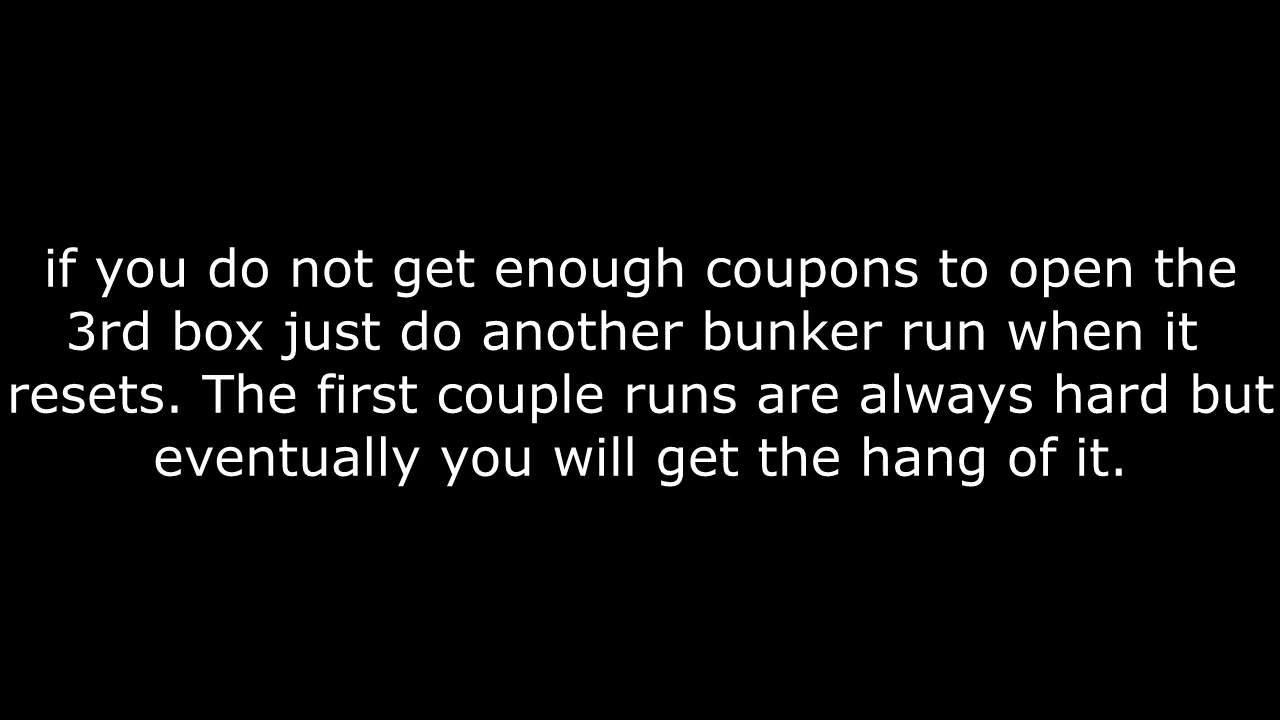 if you do not get enough coupons to open the
3rd box just do another bunker run when it
resets. The first couple runs are always hard but
eventually you will get the hang of it.